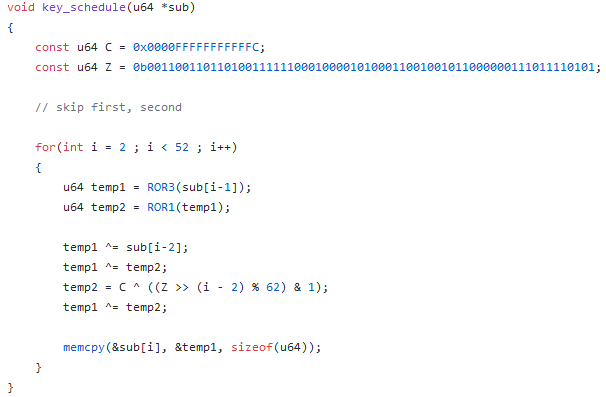 void key_schedule(u64 *sub)
{
    const u64 C = 0x0000FFFFFFFFFFFC;
    const u64 Z = 0b0011001101101001111110001000010100011001001011000000111011110101;
    // skip first, second
    for(int i = 2 ; i < 52 ; i++)
    {
        u64 temp1 = ROR3(sub[i-1]);
        u64 temp2 = ROR1(temp1);
        temp1 ^= sub[i-2];
        temp1 ^= temp2;
        temp2 = C ^ ((Z >> (i - 2) % 62) & 1);
        temp1 ^= temp2;
        memcpy(&sub[i], &temp1, sizeof(u64));
    }
}